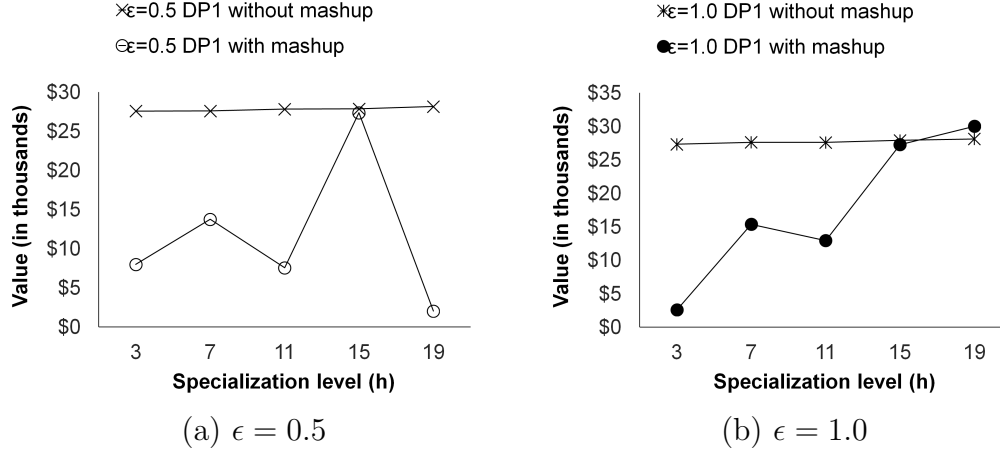 ε=0.5 DP1 without mashup
ε=0.5 DP1 with mashup
Value (in thousands)
$30
$25
$20
$15
$10
$5
$0
3 7 11 15 19
Specialization level (h)
(a) ϵ = 0.5
ε=1.0 DP1 without mashup
ε=1.0 DP1 with mashup
Value (in thousands)
$35
$30
$25
$20
$15
$10
$5
$0
3 7 11 15 19
Specialization level (h)
(b) ϵ = 1.0